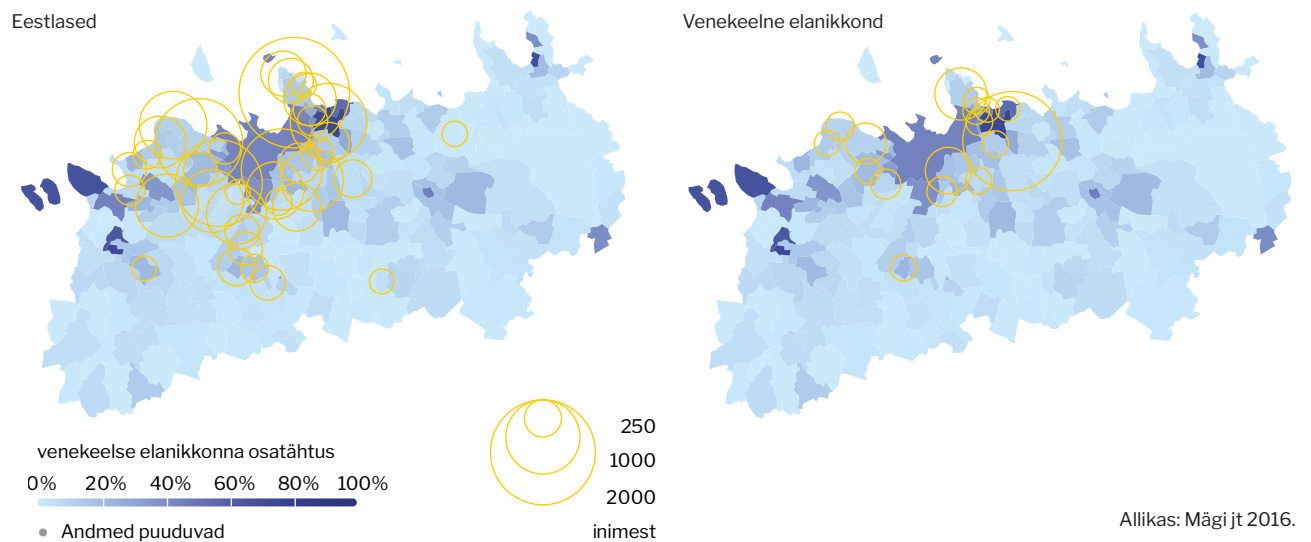 Eestlased
Venekeelne elanikkond
venekeelse elanikkonna osatähtus
0% 20% 40% 60% 80% 100%
Andmed puuduvad
250
1000
2000
inimest
Allikas: Mägi jt 2016.